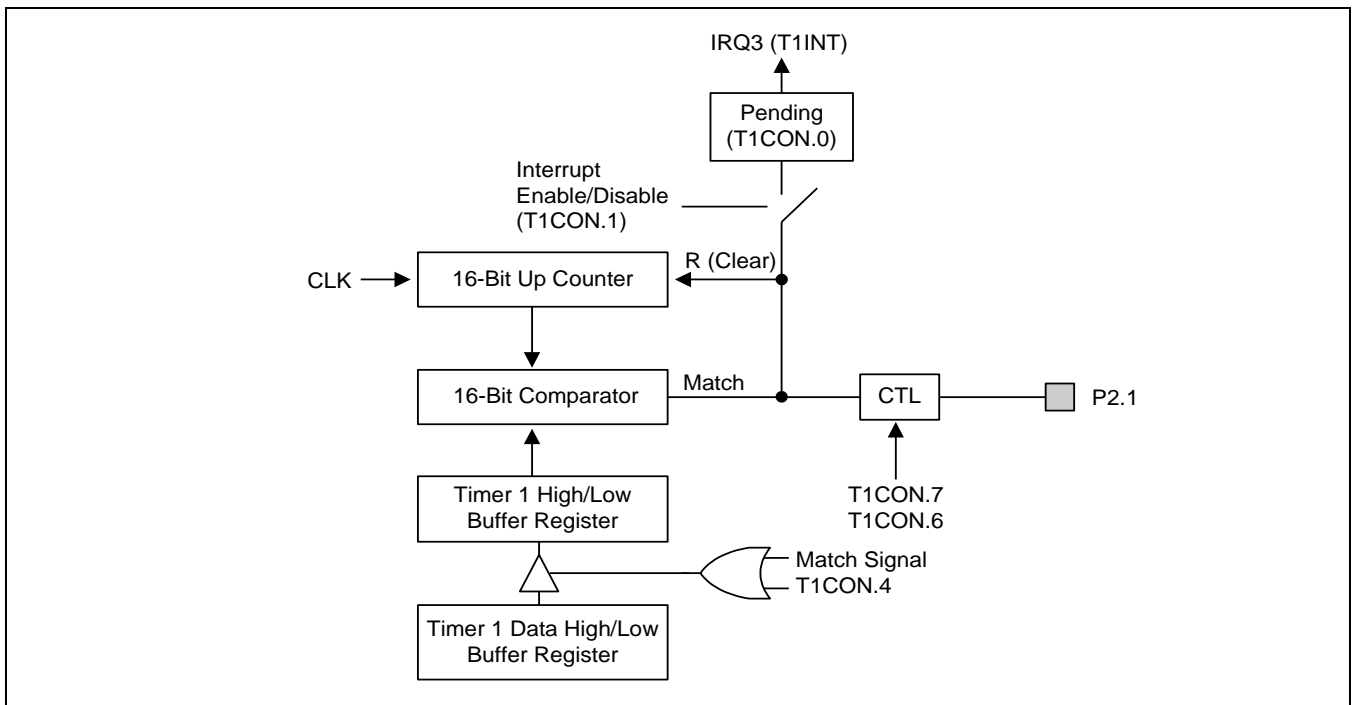 IRQ3 (T1INT)
Pending
(T1CON.0)
Interrupt
Enable/Disable
(T1CON.1)
R (Clear)
CLK
16-Bit Up Counter
16-Bit Comparator
Match
CTL
P2.1
Timer 1 High/Low
Buffer Register
T1CON.7
T1CON.6
Match Signal
T1CON.4
Timer 1 Data High/Low
Buffer Register